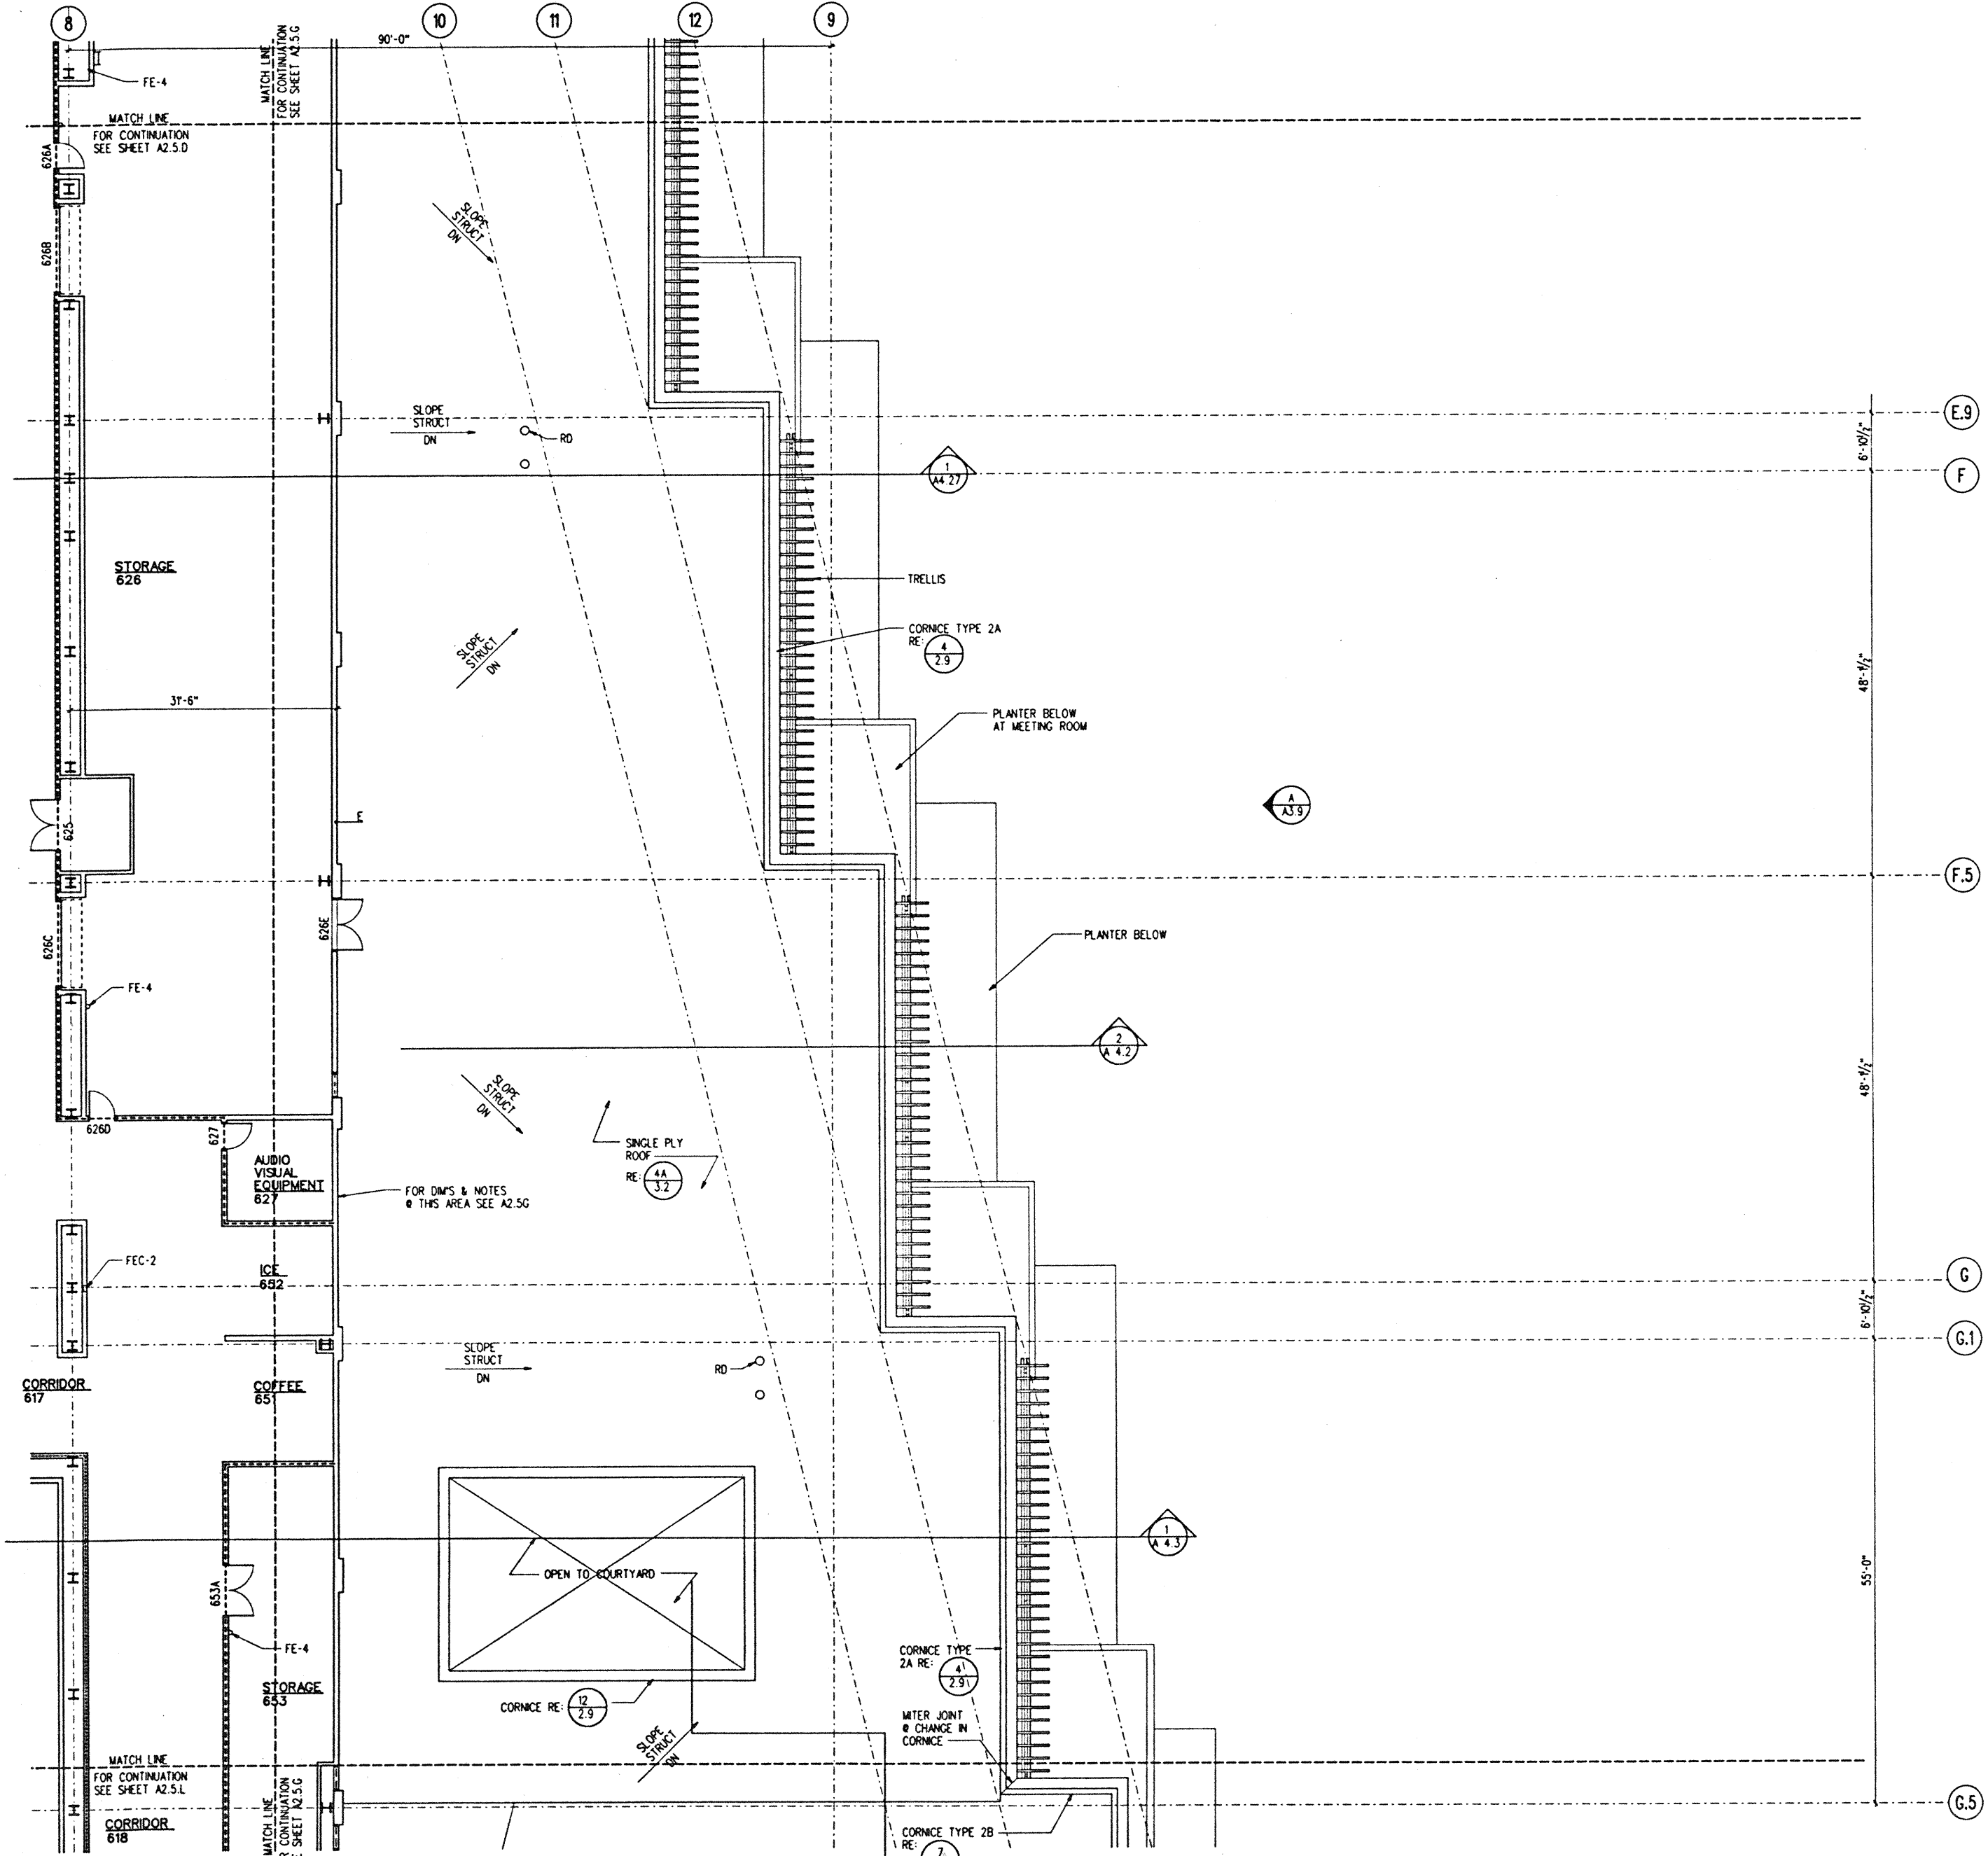 8
10
11
12
9
90'-0"
MATCH LINE
FOR CONTINUATION
SEE SHEET A2.5.G
FE-4
MATCH LINE
FOR CONTINUATION
SEE SHEET A2.5.D
626A
626B
SLOPE
STRUCT
DN
E.9
SLOPE
STRUCT
DN
RD
6'-10 1/2"
F
1
A4.27
STORAGE
626
TRELLIS
CORNICE TYPE 2A
RE:
4
2.9
SLOPE
STRUCT
DN
48'-1 1/2"
31'-6"
PLANTER BELOW
AT MEETING ROOM
A
A3.9
625
E
F.5
626C
626E
PLANTER BELOW
FE-4
2
A 4.2
SLOPE
STRUCT
DN
48'-1 1/2"
626D
627
SINGLE PLY
ROOF
RE:
4A
3.2
AUDIO
VISUAL
EQUIPMENT
627
FOR DIM'S & NOTES
@ THIS AREA SEE A2.5G
FEC-2
ICE
652
G
6'-10 1/2"
G.1
SLOPE
STRUCT
DN
RD
CORRIDOR
617
COFFEE
651
1
A 4.3
OPEN TO COURTYARD
653A
55'-0"
FE-4
STORAGE
653
CORNICE TYPE
2A RE:
4
2.9
CORNICE RE:
12
2.9
SLOPE
STRUCT
DN
MITER JOINT
@ CHANGE IN
CORNICE
MATCH LINE
FOR CONTINUATION
SEE SHEET A2.5.L
MATCH LINE
R CONTINUATION
E SHEET A2.5.G
G.5
CORRIDOR
618
CORNICE TYPE 2B
RE:
7